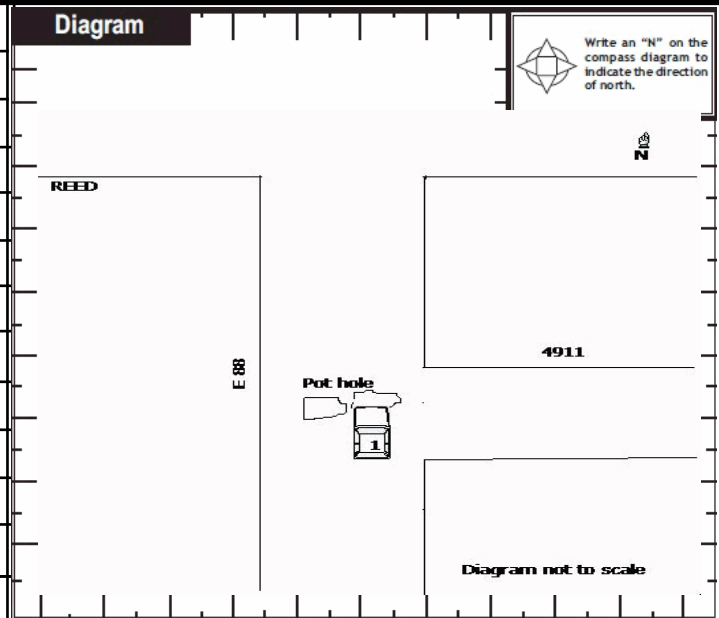 Diagram
Write an “N” on the
compass diagram to
indicate the direction
of north.
N
REED
4911
E 88
Pot hole
1
Diagram not to scale